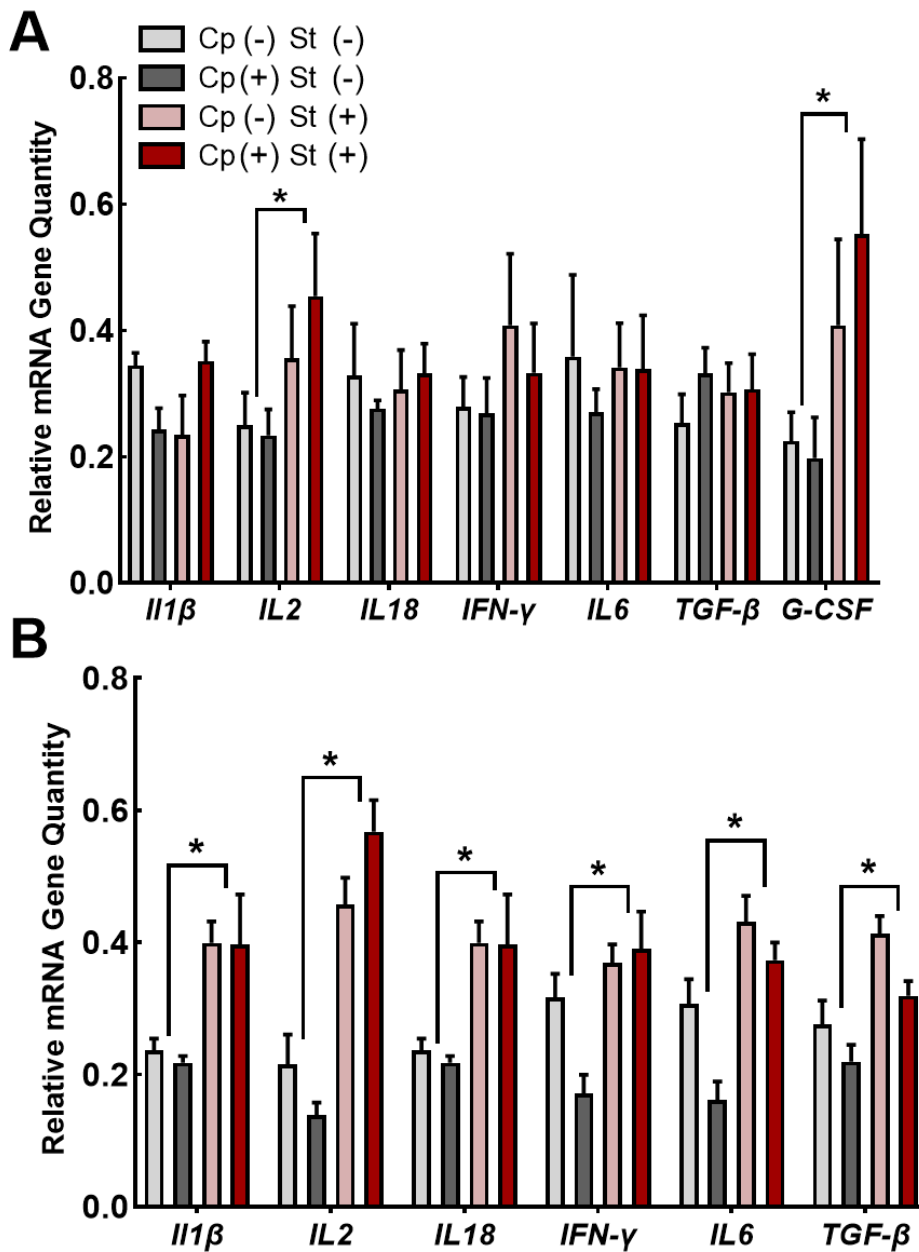 A
Cp (-) St (-)
Cp (+) St (-)
Cp (-) St (+)
Cp (+) St (+)
Relative mRNA Gene Quantity
0.8
0.6
0.4
0.2
0.0
*
*
Il1β IL2 IL18 IFN-γ IL6 TGF-β G-CSF
B
Relative mRNA Gene Quantity
0.8
0.6
0.4
0.2
0.0
*
*
*
*
*
*
Il1β IL2 IL18 IFN-γ IL6 TGF-β